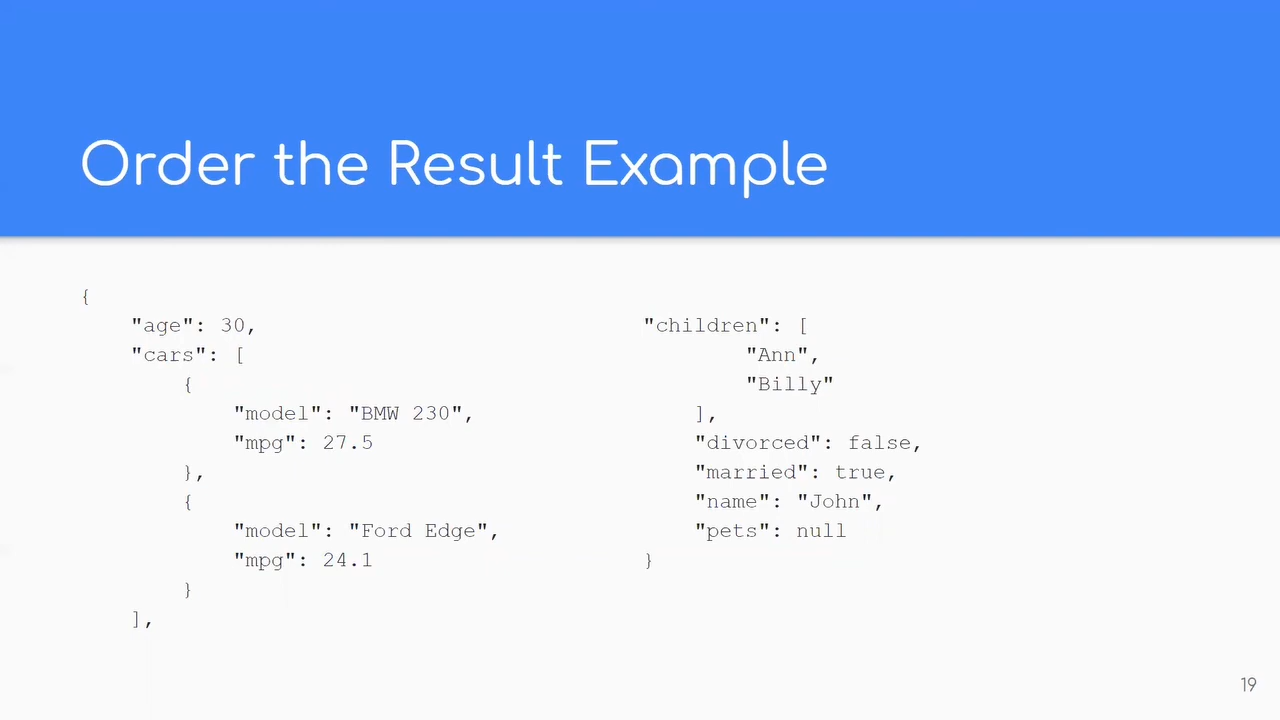 Order the Result Example
{
"age": 30,
"cars": [
{
"model": "BMW 230",
"mpg": 27.5
},
{
"model": "Ford Edge",
"mpg": 24.1
}
],
"children": [
"Ann",
"Billy"
],
"divorced": false,
"married": true,
"name": "John",
"pets": null
}
19